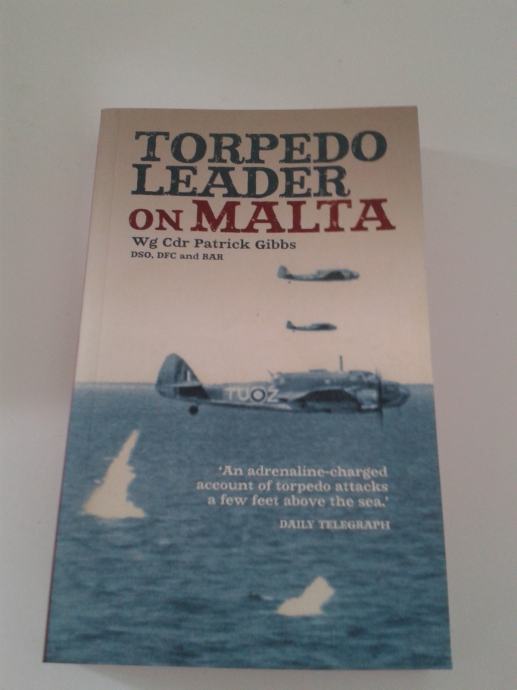 TORPEDO
LEADER
ON MALTA
Wg Cdr Patrick Gibbs
DSO, DFC and BAR
TU Z
'An adrenaline-charged
account of torpedo attacks
a few feet above the sea.'
DAILY TELEGRAPH